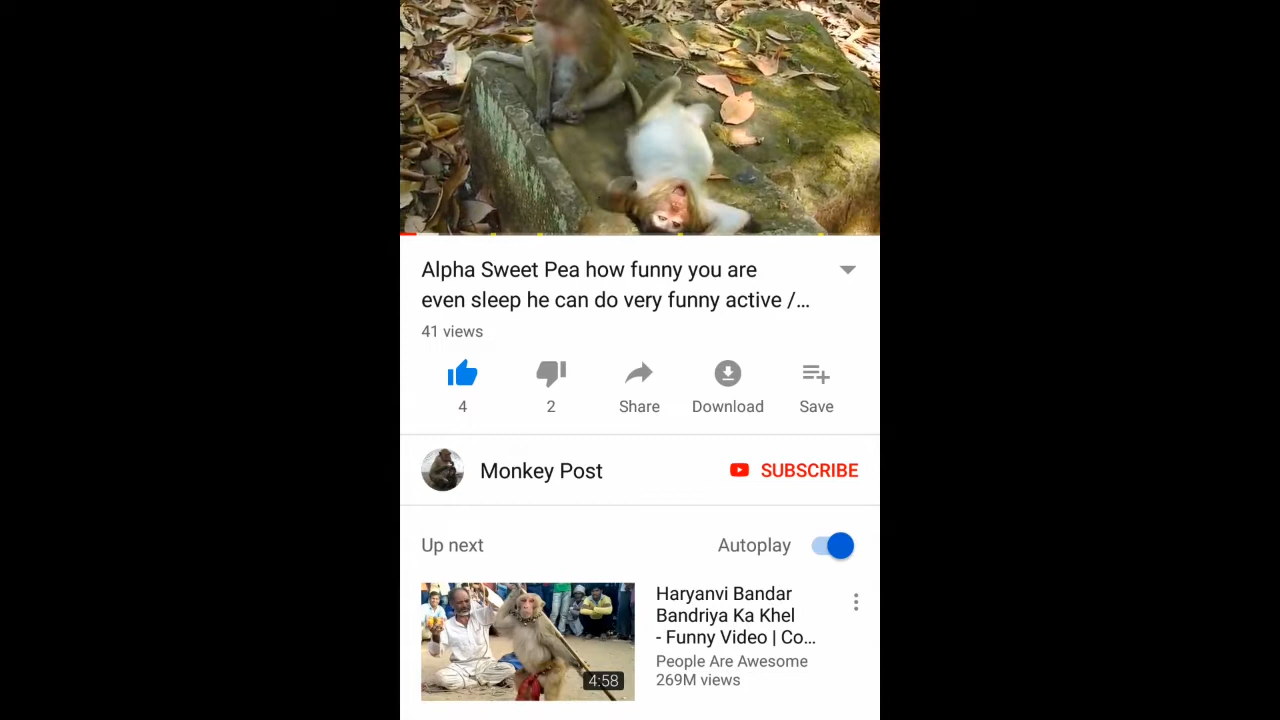 Alpha Sweet Pea how funny you are
even sleep he can do very funny active /...
41 views
4
2
Share
Download
Save
Monkey Post
SUBSCRIBE
Up next
Autoplay
Haryanvi Bandar
Bandriya Ka Khel
- Funny Video | Co...
People Are Awesome
269M views
4:58